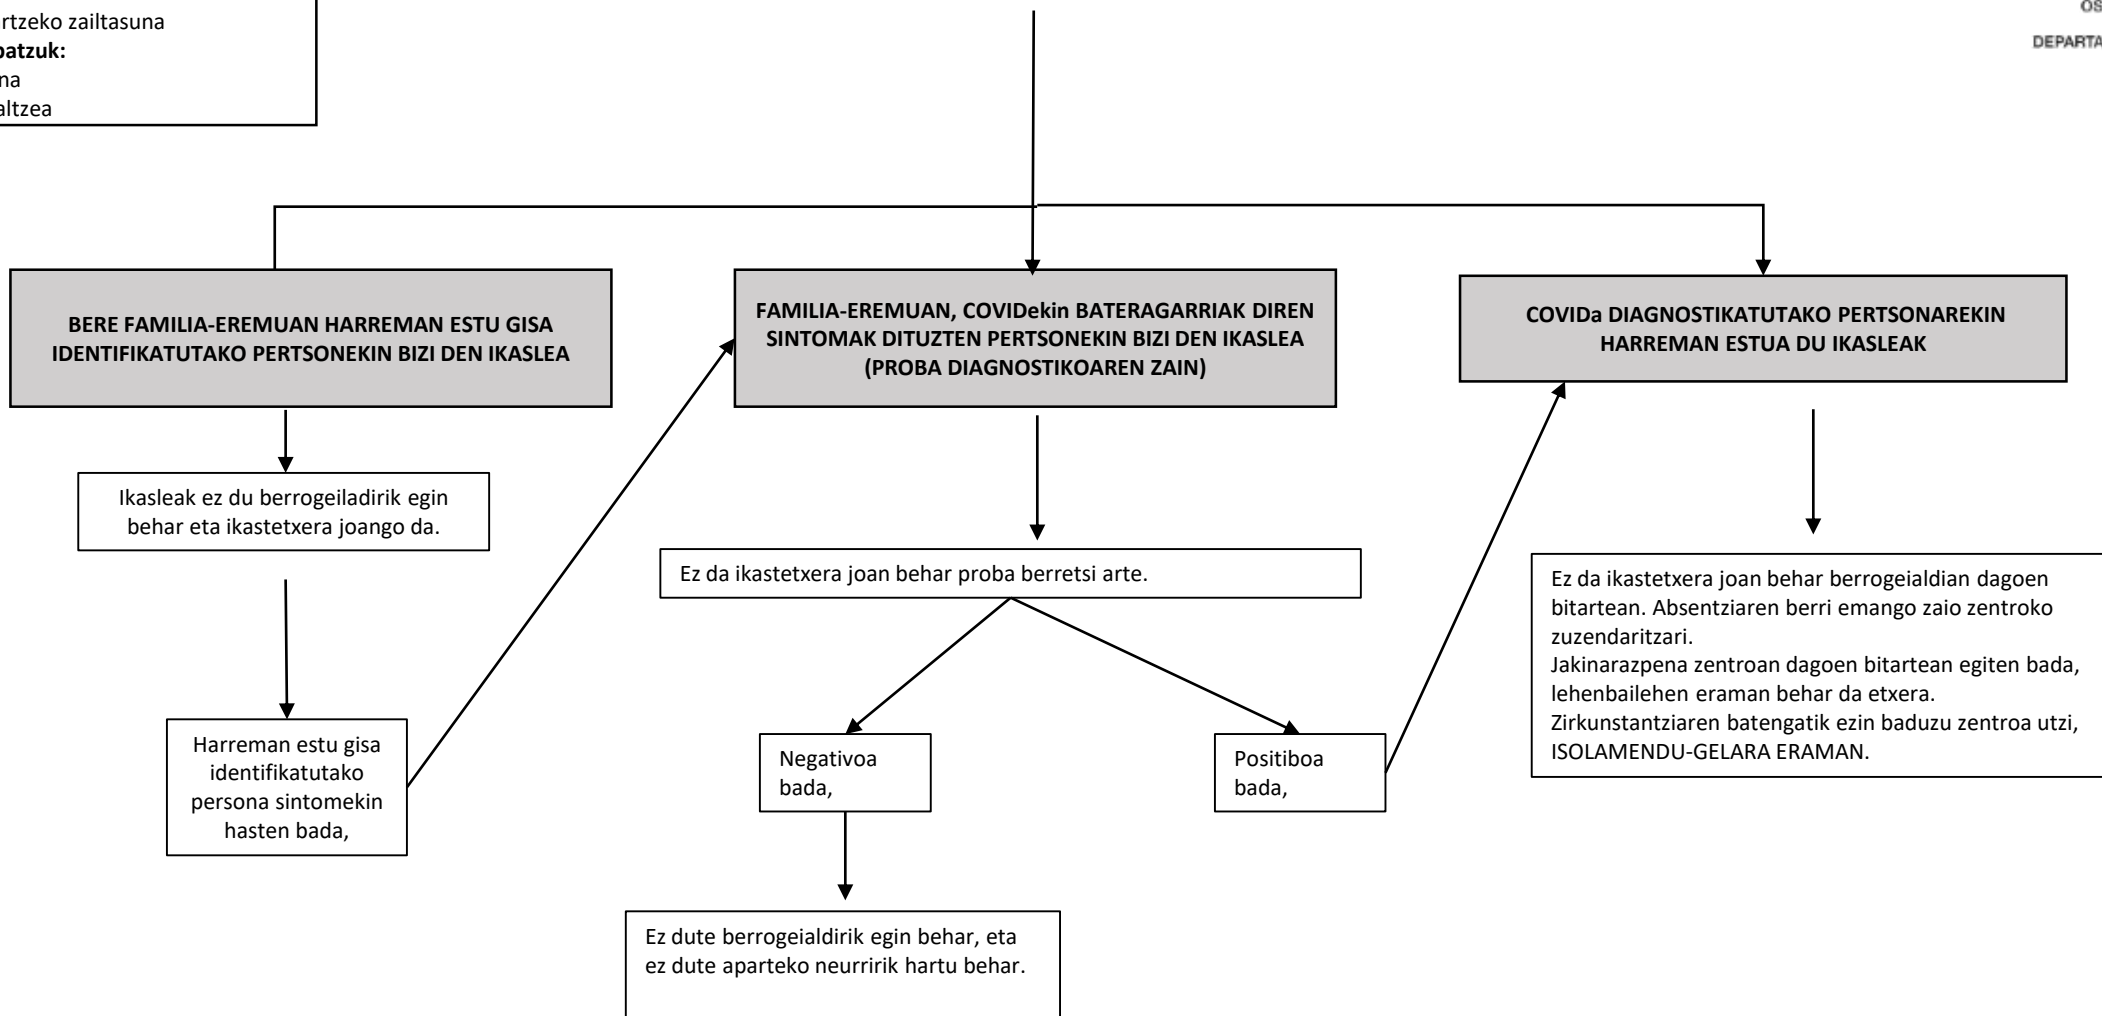 zailtasuna
OS
DEPARTA
BERE FAMILIA-EREMUAN HARREMAN ESTU GISA
IDENTIFIKATUTAKO PERTSONEKIN BIZI DEN IKASLEA
FAMILIA-EREMUAN, COVIDekin BATERAGARRIAK DIREN
SINTOMAK DITUZTEN PERTSONEKIN BIZI DEN IKASLEA
(PROBA DIAGNOSTIKOAREN ZAIN)
COVIDa DIAGNOSTIKATUTAKO PERTSONAREKIN
HARREMAN ESTUA DU IKASLEAK
Ikasleak ez du berrogeiladirik egin
behar eta ikastetxera joango da.
Harreman estu gisa
identifikatutako
persona sintomekin
hasten bada,
Ez da ikastetxera joan behar proba berretsi arte.
Negativoa
bada,
Positiboa
bada,
Ez dute berrogeialdirik egin behar, eta
ez dute aparteko neurririk hartu behar.
Ez da ikastetxera joan behar berrogeialdian dagoen
bitartean. Absentziaren berri emango zaio zentroko
zuzendaritzari.
Jakinarazpena zentroan dagoen bitartean egiten bada,
lehenbailehen eraman behar da etxera.
Zirkunstantziaren batengatik ezin baduzu zentroa utzi,
ISOLAMENDU-GELARA ERAMAN.